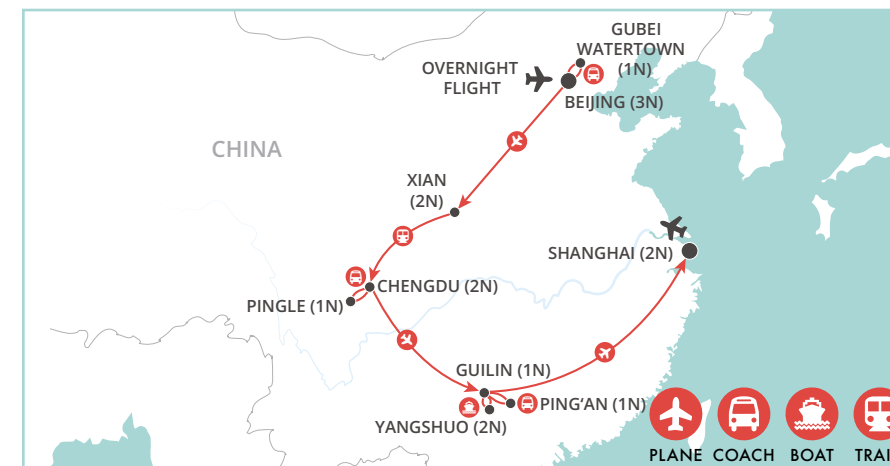 GUBEI
WATERTOWN
(1N)
OVERNIGHT
FLIGHT
BEIJING (3N)
CHINA
XIAN
(2N)
SHANGHAI (2N)
CHENGDU (2N)
PINGLE (1N)
GUILIN (1N)
PING‘AN (1N)
YANGSHUO (2N)
PLANE COACH BOAT TRAI